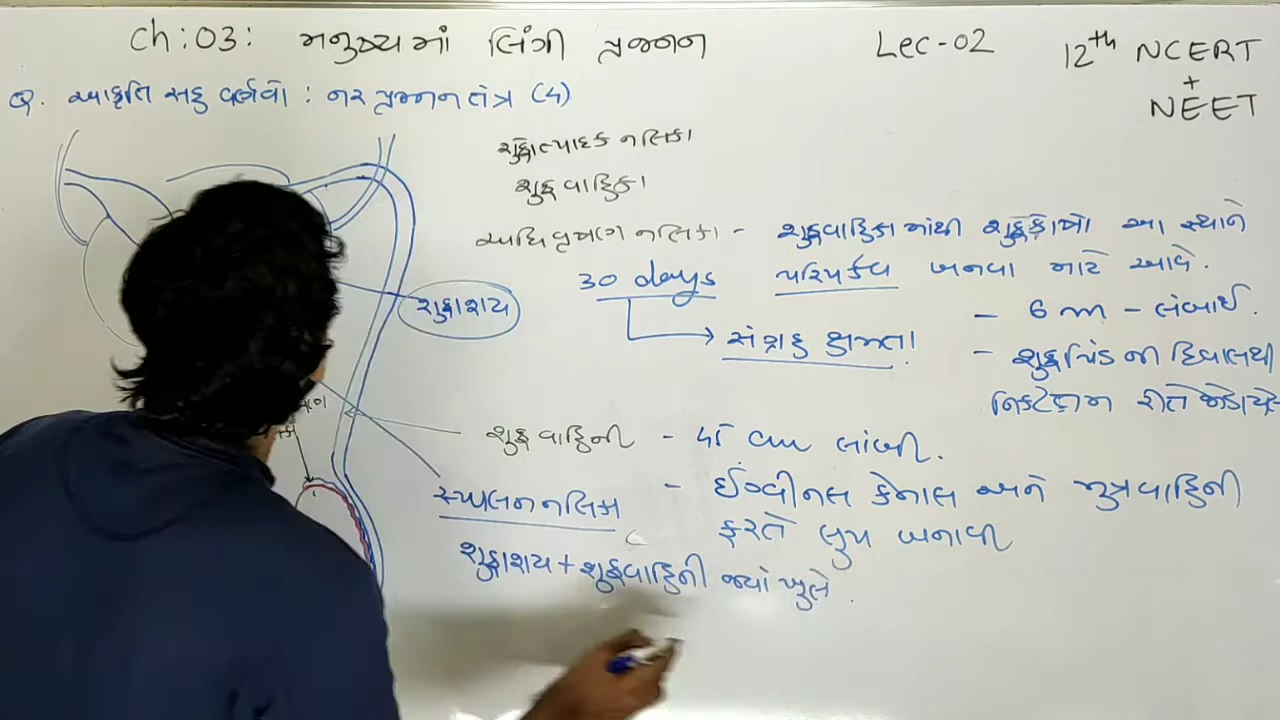 Ch:03: મનુષ્યમાં લિંગી પ્રજનન
Lec-02
12th NCERT
+
NEET
Q. આકૃતિ સહ વર્ણવો: નર પ્રજનનતંત્ર (4)
શુક્રોત્પાદક નલિકા
શુક્રવાહિકા
અધિવૃષણ નલિકા - શુક્રવાહિકામાંથી શુક્રકોષો આ સ્થાને
30 days પરિપક્વ બનવા માટે આવે.
સંગ્રહ ક્ષમતા.
- 6 m - લંબાઈ.
- શુક્રપિંડની દિવાલથી
રીતે
શુક્રાશય
શુક્રવાહિની - 45 cm લાંબી.
- ઈંગ્વીનલ કેનાલ અને મુત્રવાહિની
ફરતે લુપ બનાવી
સ્ખલનનલિકા
શુક્રાશય + શુક્રવાહિની જ્યાં ખુલે.